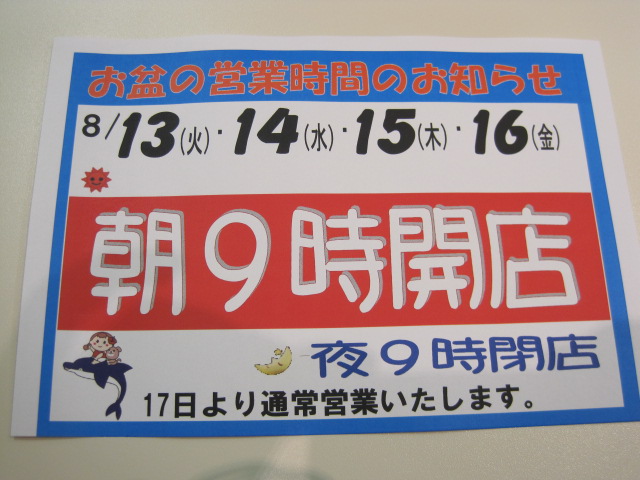 お盆の営業時間のお知らせ
8/13(火)・14(水)・15(木)・16(金)
朝9時開店
夜9時閉店
17日より通常営業いたします。